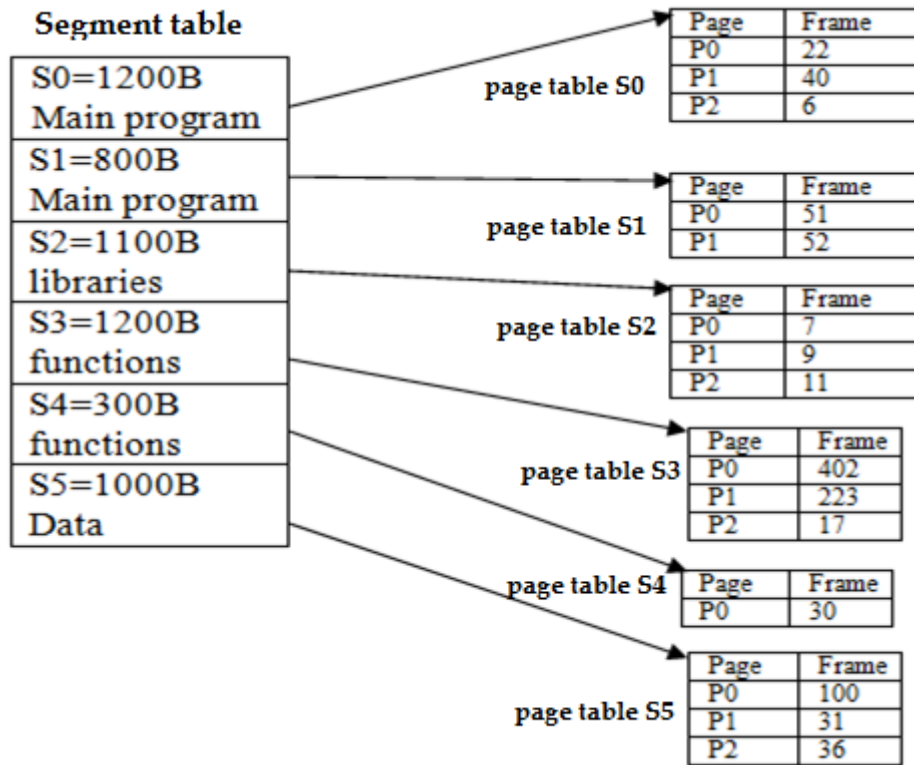 Segment table
S0=1200B
Main program
S1=800B
Main program
S2=1100B
libraries
S3=1200B
functions
S4=300B
functions
S5=1000B
Data
page table S0
Page Frame
P0 22
P1 40
P2 6
page table S1
Page Frame
P0 51
P1 52
page table S2
Page Frame
P0 7
P1 9
P2 11
page table S3
Page Frame
P0 402
P1 223
P2 17
page table S4
Page Frame
P0 30
page table S5
Page Frame
P0 100
P1 31
P2 36